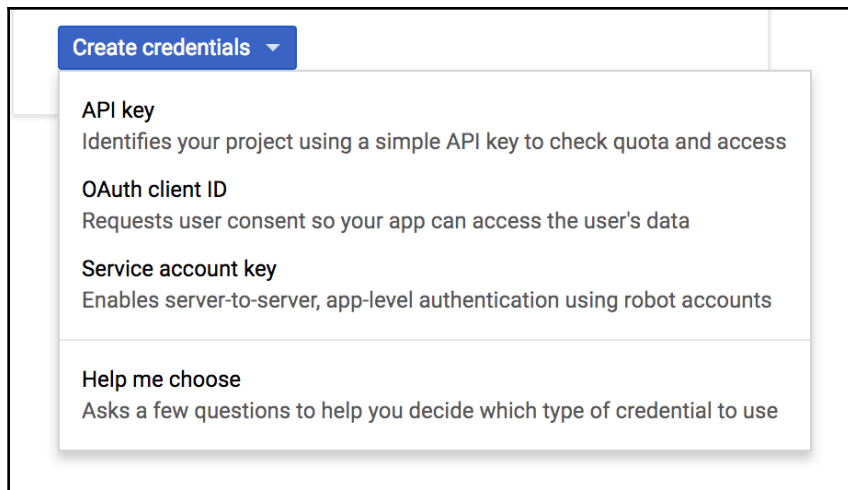 Create credentials
API key
Identifies your project using a simple API key to check quota and access
OAuth client ID
Requests user consent so your app can access the user's data
Service account key
Enables server-to-server, app-level authentication using robot accounts
Help me choose
Asks a few questions to help you decide which type of credential to use